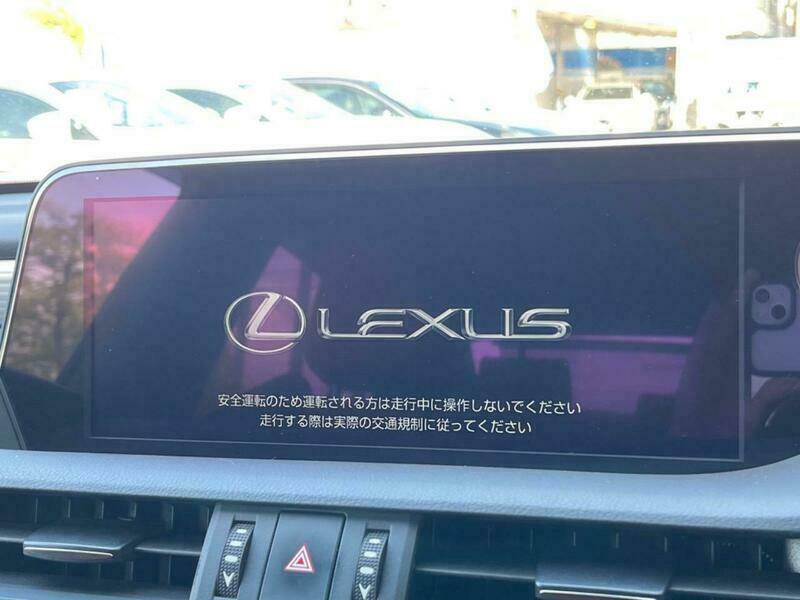 LEXUS
安全運転のため運転される方は走行中に操作しないでください
走行する際は実際の交通規制に従ってください